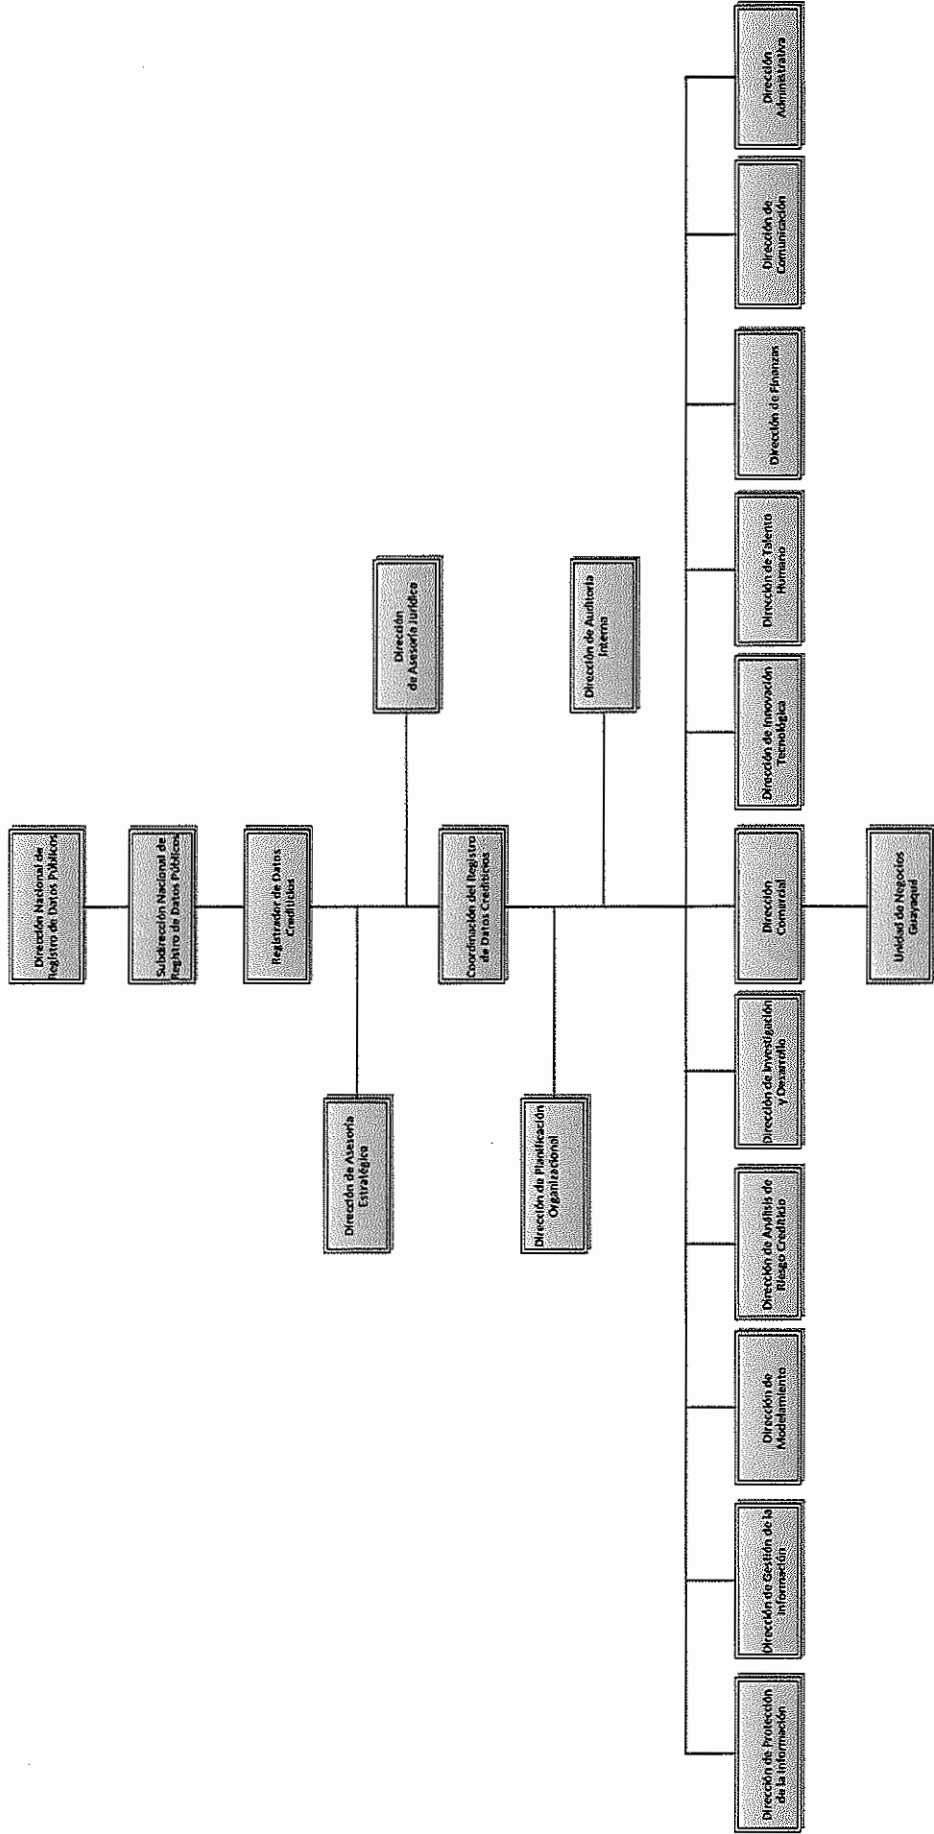 Dirección Nacional de
Registro de Datos Públicos
Subdirección Nacional de
Registro de Datos Públicos
Registrador de Datos
Crediticios
Dirección de Asesoría
Estratégica
Dirección
de Asesoría Jurídica
Coordinación del Registro
de Datos Crediticios
Dirección de Planificación
Organizacional
Dirección de Auditoría
Interna
Dirección de Protección
de la Información
Dirección de Gestión de la
Información
Dirección de
Modelamiento
Dirección de Análisis de
Riesgo Crediticio
Dirección de Investigación
y Desarrollo
Dirección
Comercial
Dirección de Innovación
Tecnológica
Dirección de Talento
Humano
Dirección de Finanzas
Dirección de
Comunicación
Dirección
Administrativa
Unidad de Negocios
Guayaquil